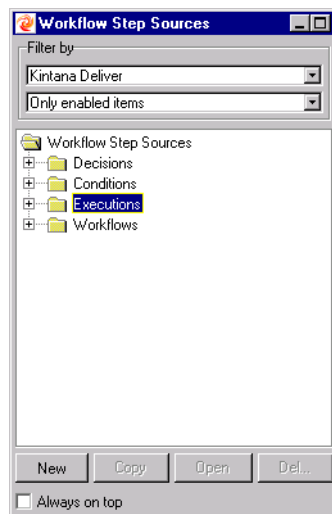 Workflow Step Sources
Filter by
Kintana Deliver
Only enabled items
Workflow Step Sources
Decisions
Conditions
Executions
Workflows
New Copy Open Del...
Always on top